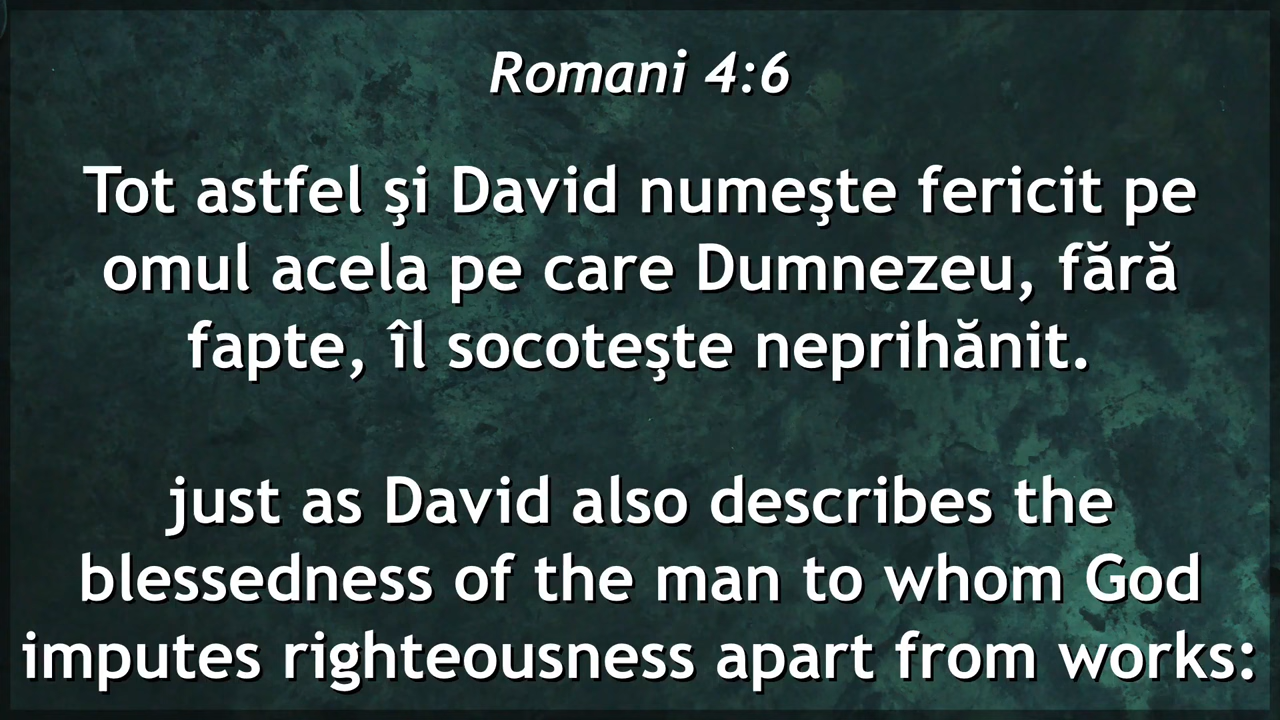 Romani 4:6
Tot astfel şi David numeşte fericit pe
omul acela pe care Dumnezeu, fără
fapte, îl socoteşte neprihănit.
just as David also describes the
blessedness of the man to whom God
imputes righteousness apart from works: